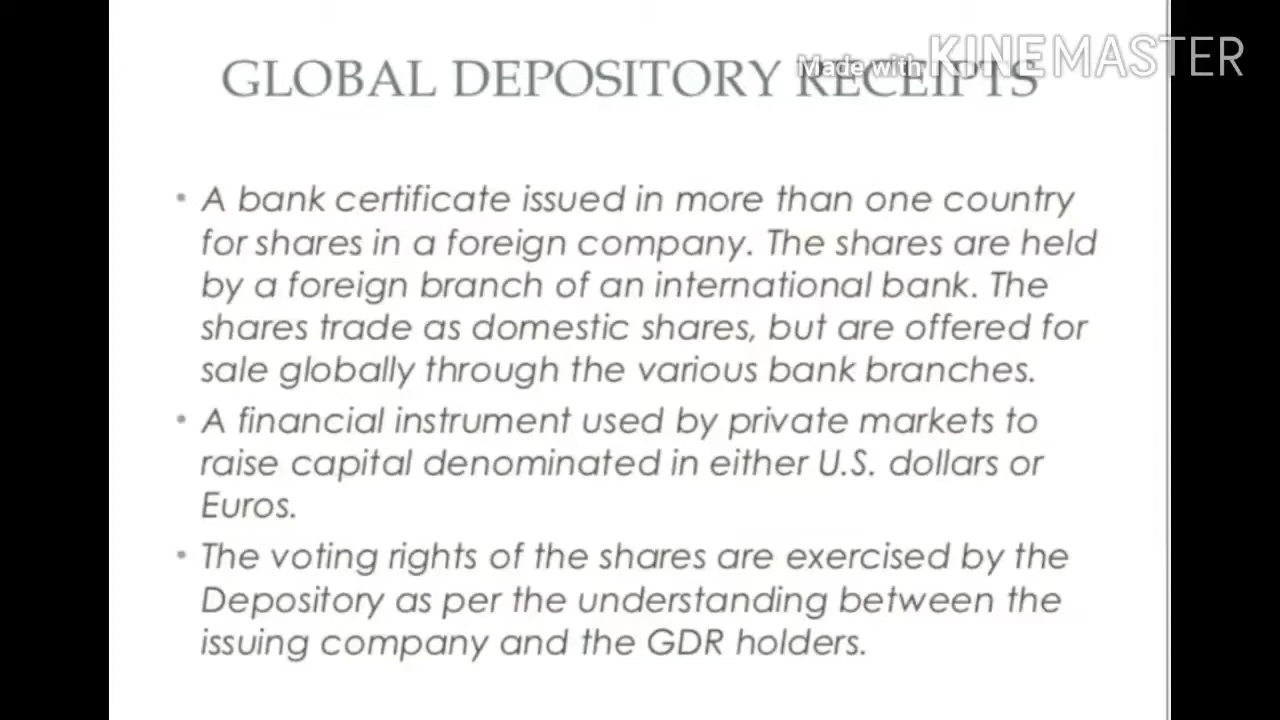 GLOBAL DEPOSITORY RECEIPTS
Made with KINEMASTER
• A bank certificate issued in more than one country
for shares in a foreign company. The shares are held
by a foreign branch of an international bank. The
shares trade as domestic shares, but are offered for
sale globally through the various bank branches.
• A financial instrument used by private markets to
raise capital denominated in either U.S. dollars or
Euros.
• The voting rights of the shares are exercised by the
Depository as per the understanding between the
issuing company and the GDR holders.